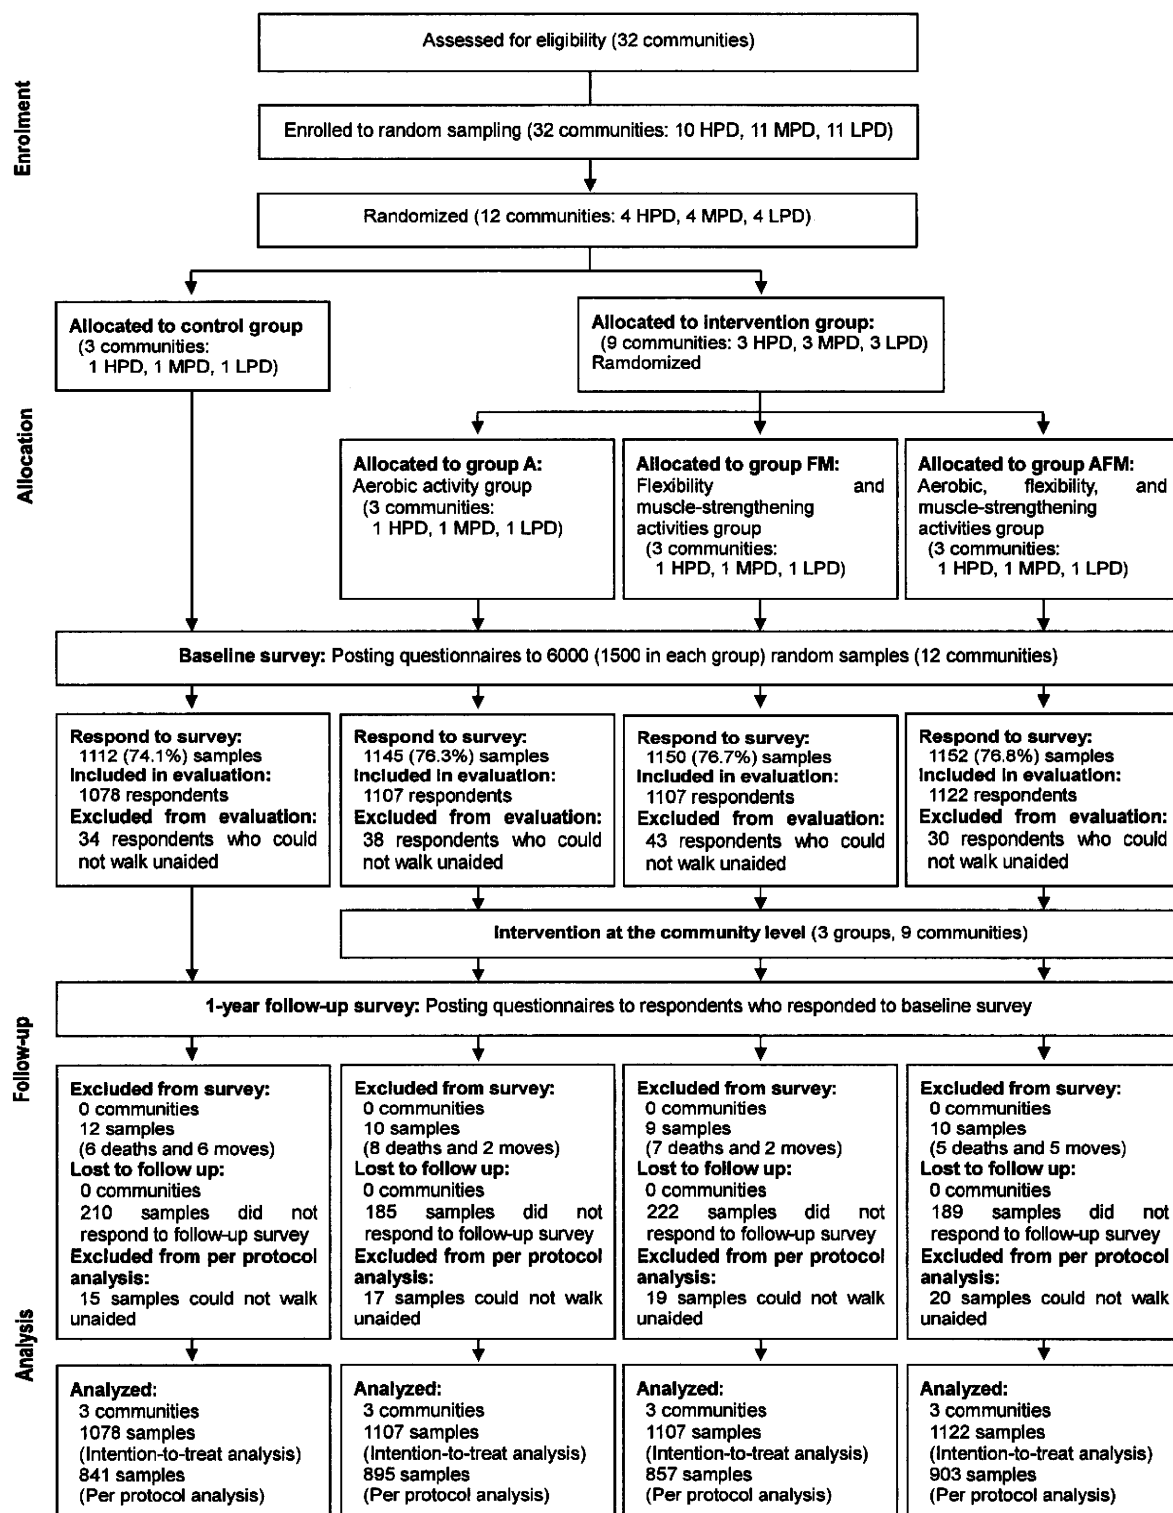 Enrolment
Assessed for eligibility (32 communities)
Enrolled to random sampling (32 communities: 10 HPD, 11 MPD, 11 LPD)
Randomized (12 communities: 4 HPD, 4 MPD, 4 LPD)
Allocation
Allocated to control group
(3 communities:
1 HPD, 1 MPD, 1 LPD)
Allocated to intervention group:
(9 communities: 3 HPD, 3 MPD, 3 LPD)
Ramdomized
Allocated to group A:
Aerobic activity group
(3 communities:
1 HPD, 1 MPD, 1 LPD)
Allocated to group FM:
Flexibility and
muscle-strengthening
activities group
(3 communities:
1 HPD, 1 MPD, 1 LPD)
Allocated to group AFM:
Aerobic, flexibility, and
muscle-strengthening
activities group
(3 communities:
1 HPD, 1 MPD, 1 LPD)
Baseline survey: Posting questionnaires to 6000 (1500 in each group) random samples (12 communities)
Respond to survey:
1112 (74.1%) samples
Included in evaluation:
1078 respondents
Excluded from evaluation:
34 respondents who could
not walk unaided
Respond to survey:
1145 (76.3%) samples
Included in evaluation:
1107 respondents
Excluded from evaluation:
38 respondents who could
not walk unaided
Respond to survey:
1150 (76.7%) samples
Included in evaluation:
1107 respondents
Excluded from evaluation:
43 respondents who could
not walk unaided
Respond to survey:
1152 (76.8%) samples
Included in evaluation:
1122 respondents
Excluded from evaluation:
30 respondents who could
not walk unaided
Intervention at the community level (3 groups, 9 communities)
Follow-up
1-year follow-up survey: Posting questionnaires to respondents who responded to baseline survey
Excluded from survey:
0 communities
12 samples
(6 deaths and 6 moves)
Lost to follow up:
0 communities
210 samples did not
respond to follow-up survey
Excluded from per protocol
analysis:
15 samples could not walk
unaided
Excluded from survey:
0 communities
10 samples
(8 deaths and 2 moves)
Lost to follow up:
0 communities
185 samples did not
respond to follow-up survey
Excluded from per protocol
analysis:
17 samples could not walk
unaided
Excluded from survey:
0 communities
9 samples
(7 deaths and 2 moves)
Lost to follow up:
0 communities
222 samples did not
respond to follow-up survey
Excluded from per protocol
analysis:
19 samples could not walk
unaided
Excluded from survey:
0 communities
10 samples
(5 deaths and 5 moves)
Lost to follow up:
0 communities
189 samples did not
respond to follow-up survey
Excluded from per protocol
analysis:
20 samples could not walk
unaided
Analysis
Analyzed:
3 communities
1078 samples
(Intention-to-treat analysis)
841 samples
(Per protocol analysis)
Analyzed:
3 communities
1107 samples
(Intention-to-treat analysis)
895 samples
(Per protocol analysis)
Analyzed:
3 communities
1107 samples
(Intention-to-treat analysis)
857 samples
(Per protocol analysis)
Analyzed:
3 communities
1122 samples
(Intention-to-treat analysis)
903 samples
(Per protocol analysis)